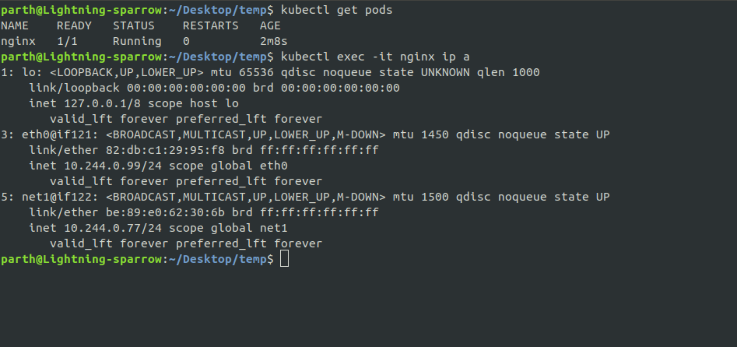 parth@Lightning-sparrow:~/Desktop/temp$ kubectl get pods
NAME    READY   STATUS    RESTARTS   AGE
nginx   1/1     Running   0          2m8s
parth@Lightning-sparrow:~/Desktop/temp$ kubectl exec -it nginx ip a
1: lo: <LOOPBACK,UP,LOWER_UP> mtu 65536 qdisc noqueue state UNKNOWN qlen 1000
    link/loopback 00:00:00:00:00:00 brd 00:00:00:00:00:00
    inet 127.0.0.1/8 scope host lo
       valid_lft forever preferred_lft forever
3: eth0@if121: <BROADCAST,MULTICAST,UP,LOWER_UP,M-DOWN> mtu 1450 qdisc noqueue state UP
    link/ether 82:db:c1:29:95:f8 brd ff:ff:ff:ff:ff:ff
    inet 10.244.0.99/24 scope global eth0
       valid_lft forever preferred_lft forever
5: net1@if122: <BROADCAST,MULTICAST,UP,LOWER_UP,M-DOWN> mtu 1500 qdisc noqueue state UP
    link/ether be:89:e0:62:30:6b brd ff:ff:ff:ff:ff:ff
    inet 10.244.0.77/24 scope global net1
       valid_lft forever preferred_lft forever
parth@Lightning-sparrow:~/Desktop/temp$